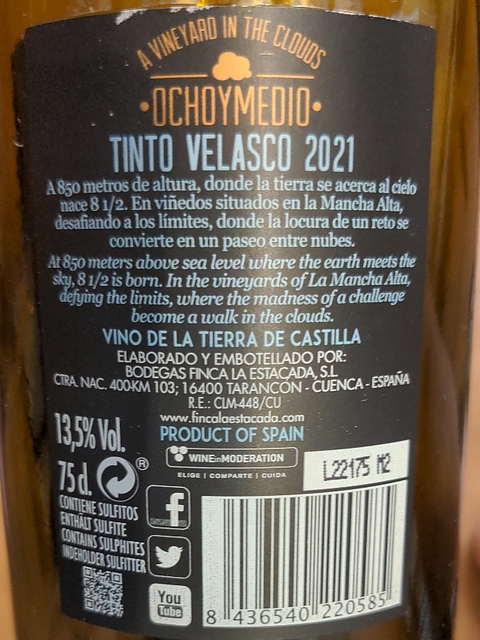 A VINEYARD IN THE CLOUDS
·OCHOYMEDIO·
TINTO VELASCO 2021
A 850 metros de altura, donde la tierra se acerca al cielo
nace 8 1/2. En viñedos situados en la Mancha Alta,
desafiando a los límites, donde la locura de un reto se
convierte en un paseo entre nubes.
At 850 meters above sea level where the earth meets the
sky, 8 1/2 is born. In the vineyards of La Mancha Alta,
defying the limits, where the madness of a challenge
become a walk in the clouds.
VINO DE LA TIERRA DE CASTILLA
ELABORADO Y EMBOTELLADO POR:
BODEGAS FINCA LA ESTACADA, S.L
CTRA. NAC. 400-KM 103; 16400 TARANCÓN - CUENCA - ESPAÑA
R.E.: CLM-448/CU
www.fincalaestacada.com
PRODUCT OF SPAIN
13,5% Vol.
75 cl.
®
WINE in MODERATION
ELIGE | COMPARTE | CUIDA
L22175 M2
CONTIENE SULFITOS
ENTHÄLT SULFITE
CONTAINS SULPHITES
INDEHOLDER SULFITTER
f
You
Tube
8 436540 220585